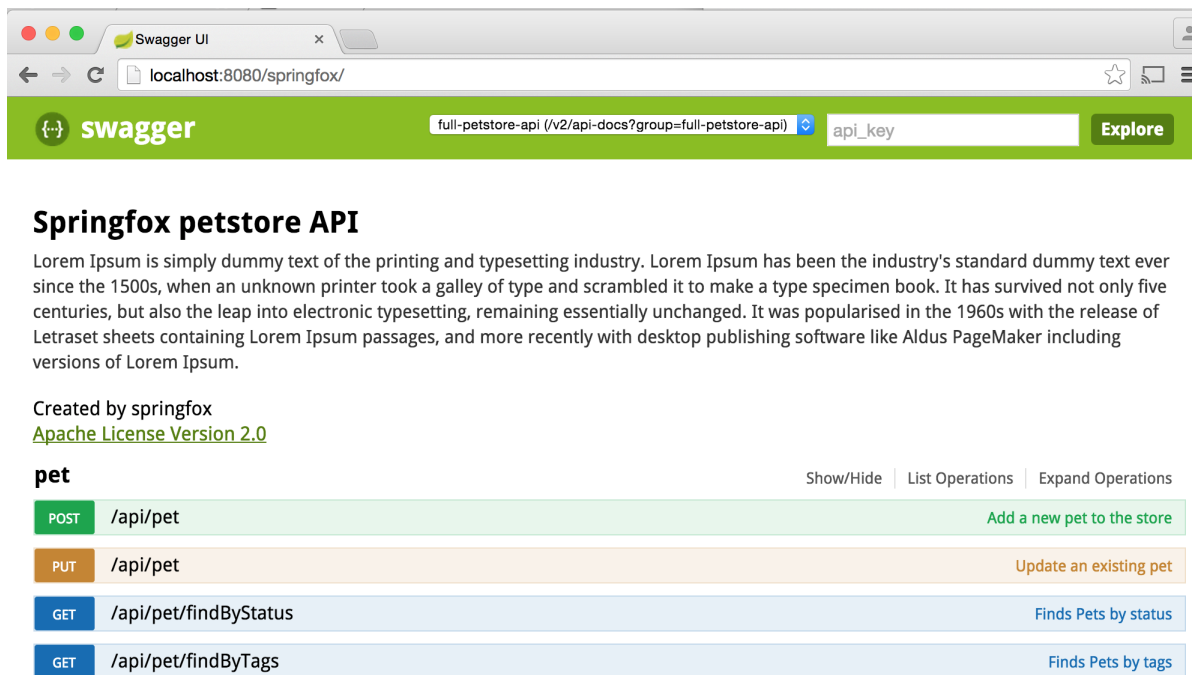 Swagger UI
localhost:8080/springfox/
swagger
full-petstore-api (/v2/api-docs?group=full-petstore-api)
api_key
Explore
Springfox petstore API
Lorem Ipsum is simply dummy text of the printing and typesetting industry. Lorem Ipsum has been the industry's standard dummy text ever
since the 1500s, when an unknown printer took a galley of type and scrambled it to make a type specimen book. It has survived not only five
centuries, but also the leap into electronic typesetting, remaining essentially unchanged. It was popularised in the 1960s with the release of
Letraset sheets containing Lorem Ipsum passages, and more recently with desktop publishing software like Aldus PageMaker including
versions of Lorem Ipsum.
Created by springfox
Apache License Version 2.0
pet
Show/Hide
List Operations
Expand Operations
POST /api/pet Add a new pet to the store
PUT /api/pet Update an existing pet
GET /api/pet/findByStatus Finds Pets by status
GET /api/pet/findByTags Finds Pets by tags